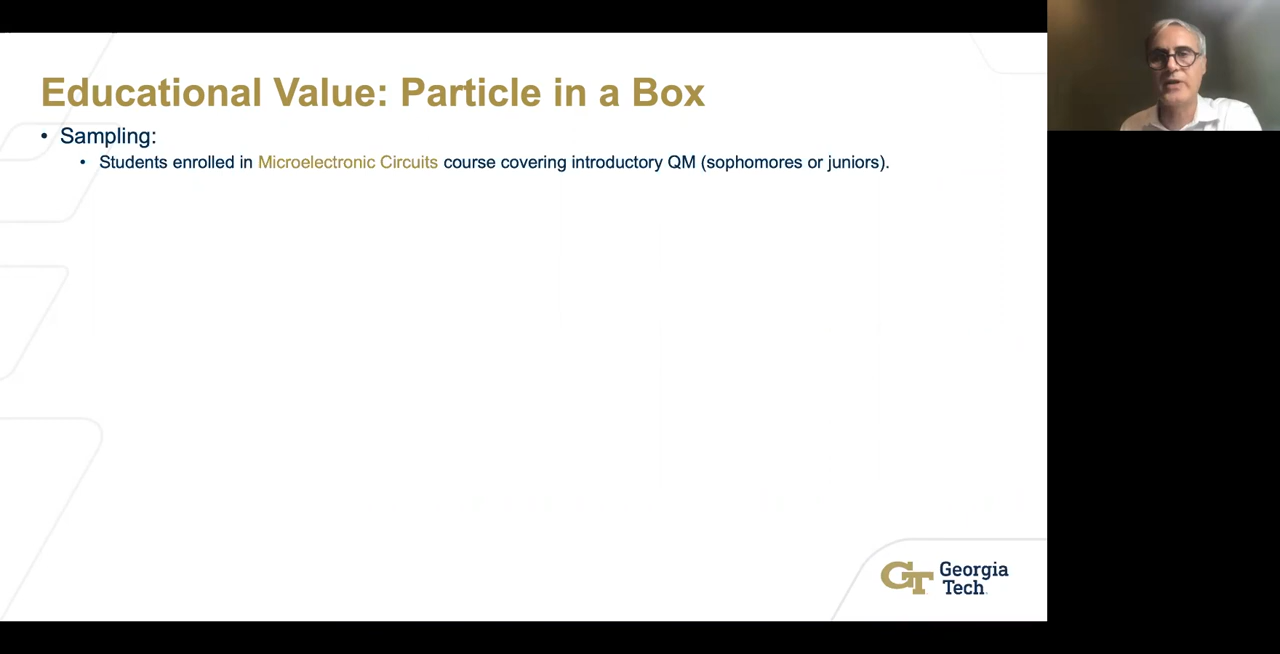 Educational Value: Particle in a Box
• Sampling:
• Students enrolled in Microelectronic Circuits course covering introductory QM (sophomores or juniors).
GT Georgia
Tech